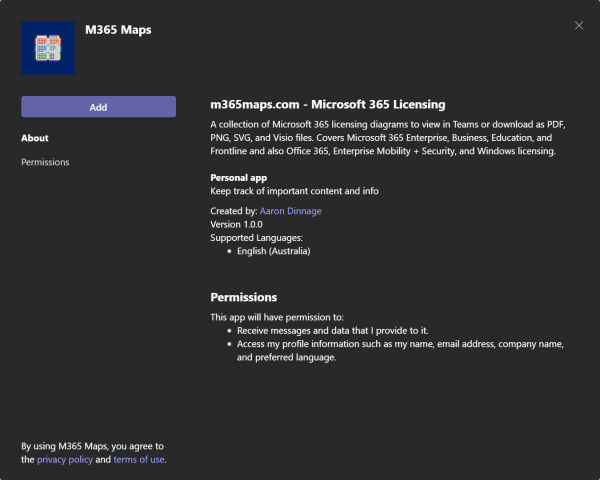 M365 Maps
Add
About
Permissions
m365maps.com - Microsoft 365 Licensing
A collection of Microsoft 365 licensing diagrams to view in Teams or download as PDF,
PNG, SVG, and Visio files. Covers Microsoft 365 Enterprise, Business, Education, and
Frontline and also Office 365, Enterprise Mobility + Security, and Windows licensing.
Personal app
Keep track of important content and info
Created by: Aaron Dinnage
Version 1.0.0
Supported Languages:
• English (Australia)
Permissions
This app will have permission to:
• Receive messages and data that I provide to it.
• Access my profile information such as my name, email address, company name,
and preferred language.
By using M365 Maps, you agree to
the privacy policy and terms of use.